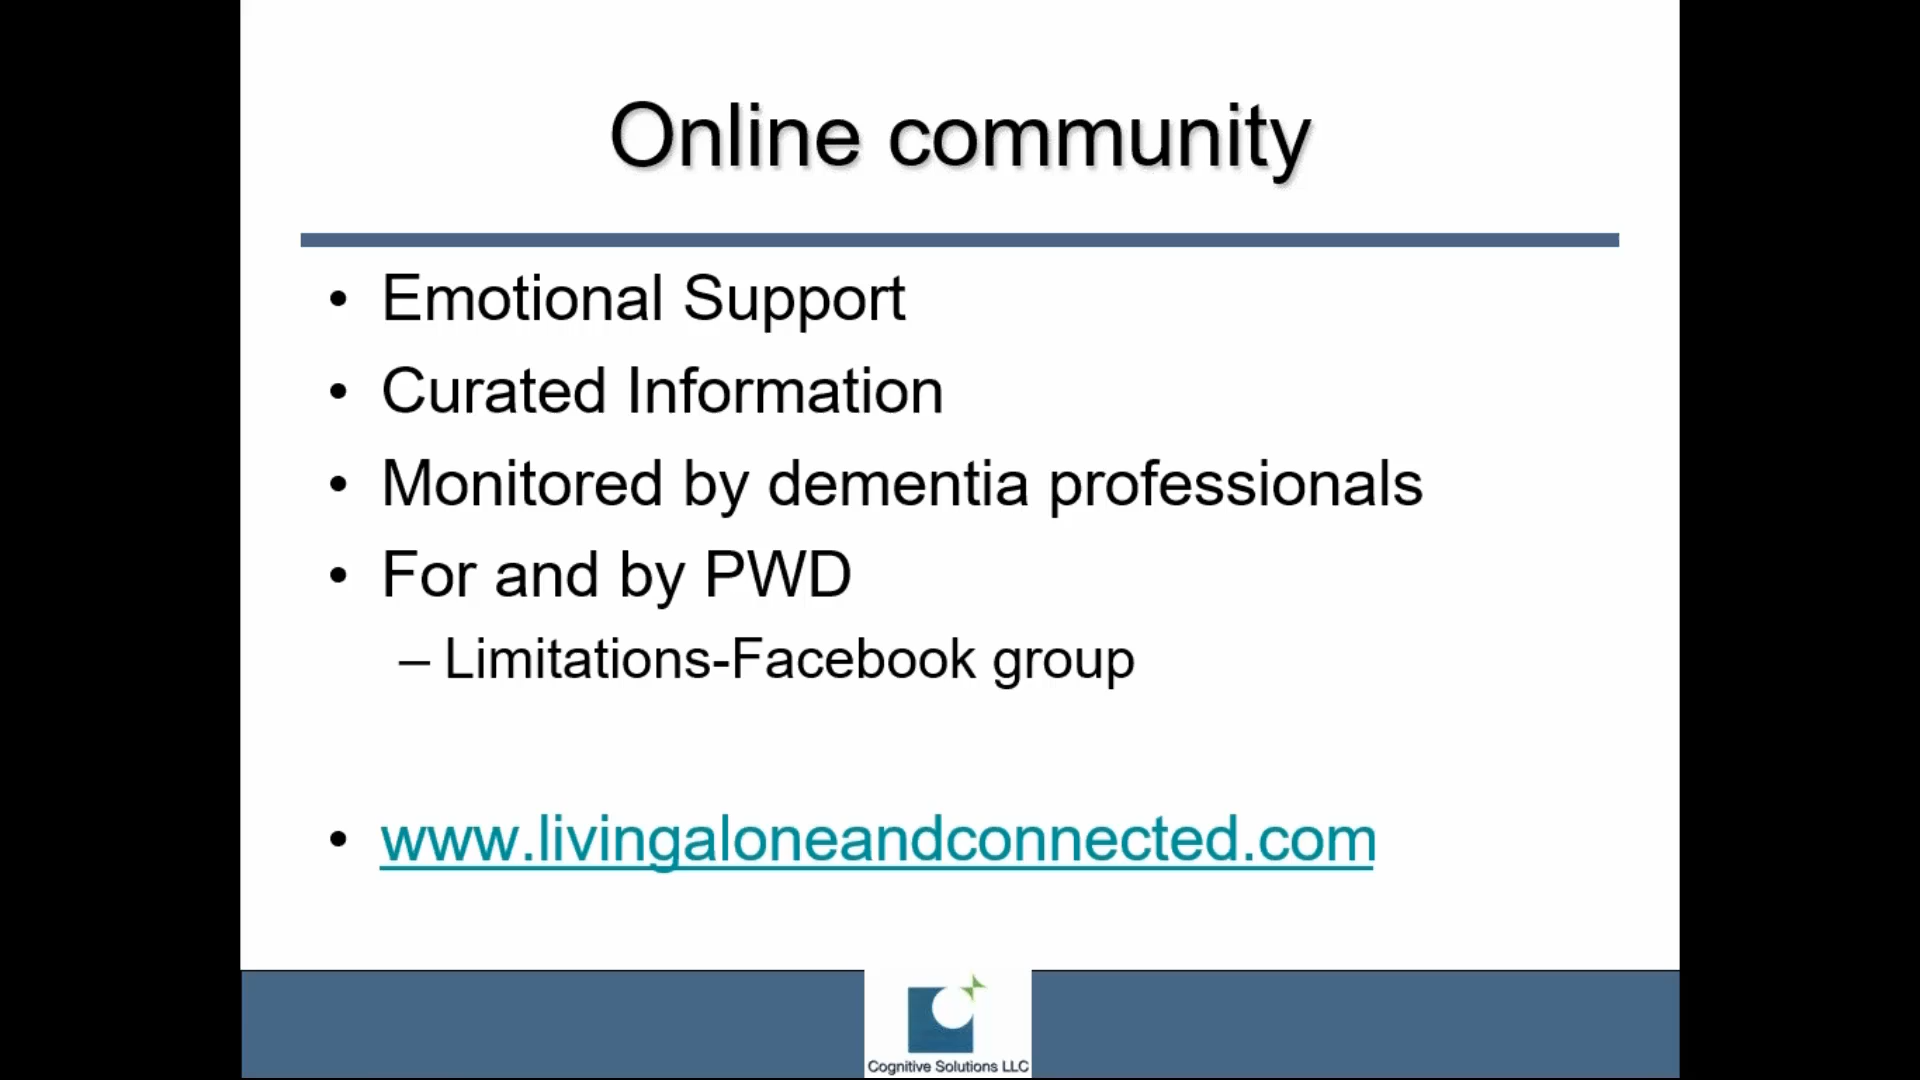 Online community
• Emotional Support
• Curated Information
• Monitored by dementia professionals
• For and by PWD
– Limitations-Facebook group
• www.livingaloneandconnected.com
Cognitive Solutions LLC